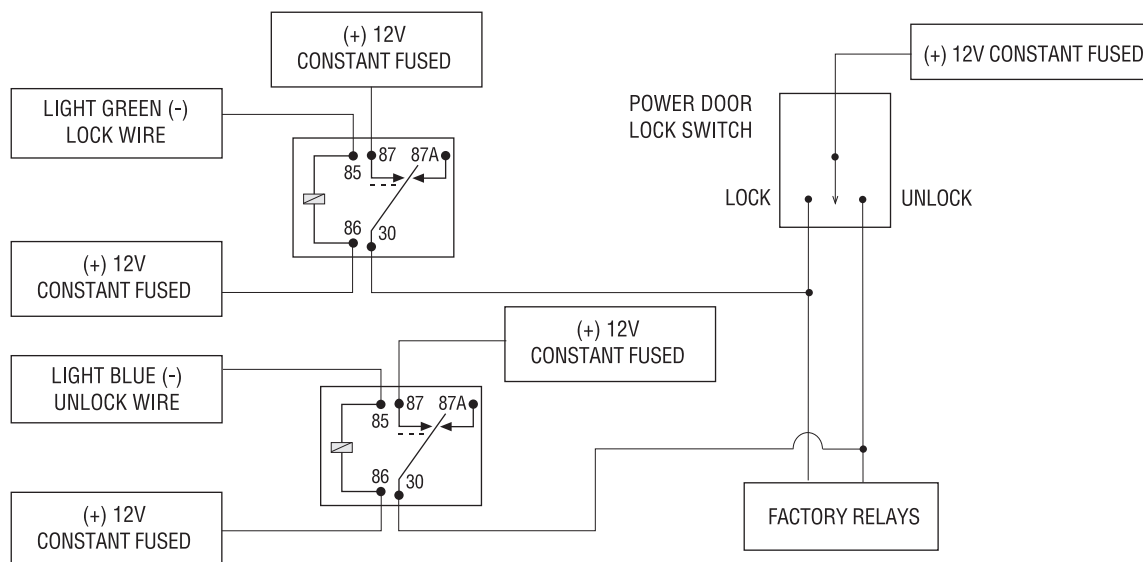 (+) 12V
CONSTANT FUSED
(+) 12V CONSTANT FUSED
LIGHT GREEN (-)
LOCK WIRE
POWER DOOR
LOCK SWITCH
87
87A
85
86
30
LOCK
UNLOCK
(+) 12V
CONSTANT FUSED
(+) 12V
CONSTANT FUSED
LIGHT BLUE (-)
UNLOCK WIRE
87
87A
85
86
30
(+) 12V
CONSTANT FUSED
FACTORY RELAYS